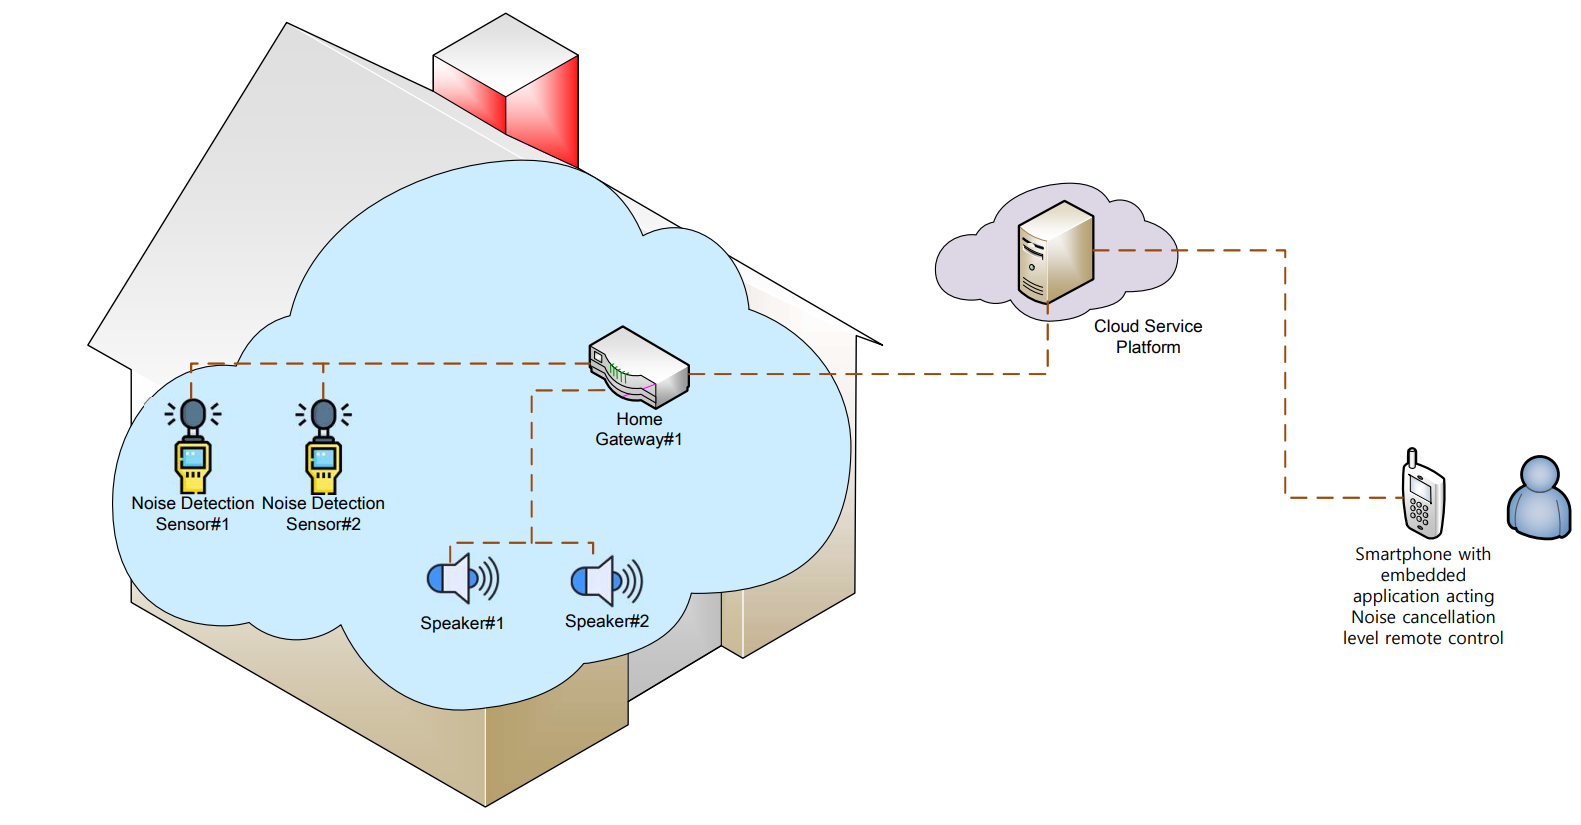 Cloud Service
Platform
Home
Gateway#1
Noise Detection
Sensor#1
Noise Detection
Sensor#2
Speaker#1
Speaker#2
Smartphone with
embedded
application acting
Noise cancellation
level remote control